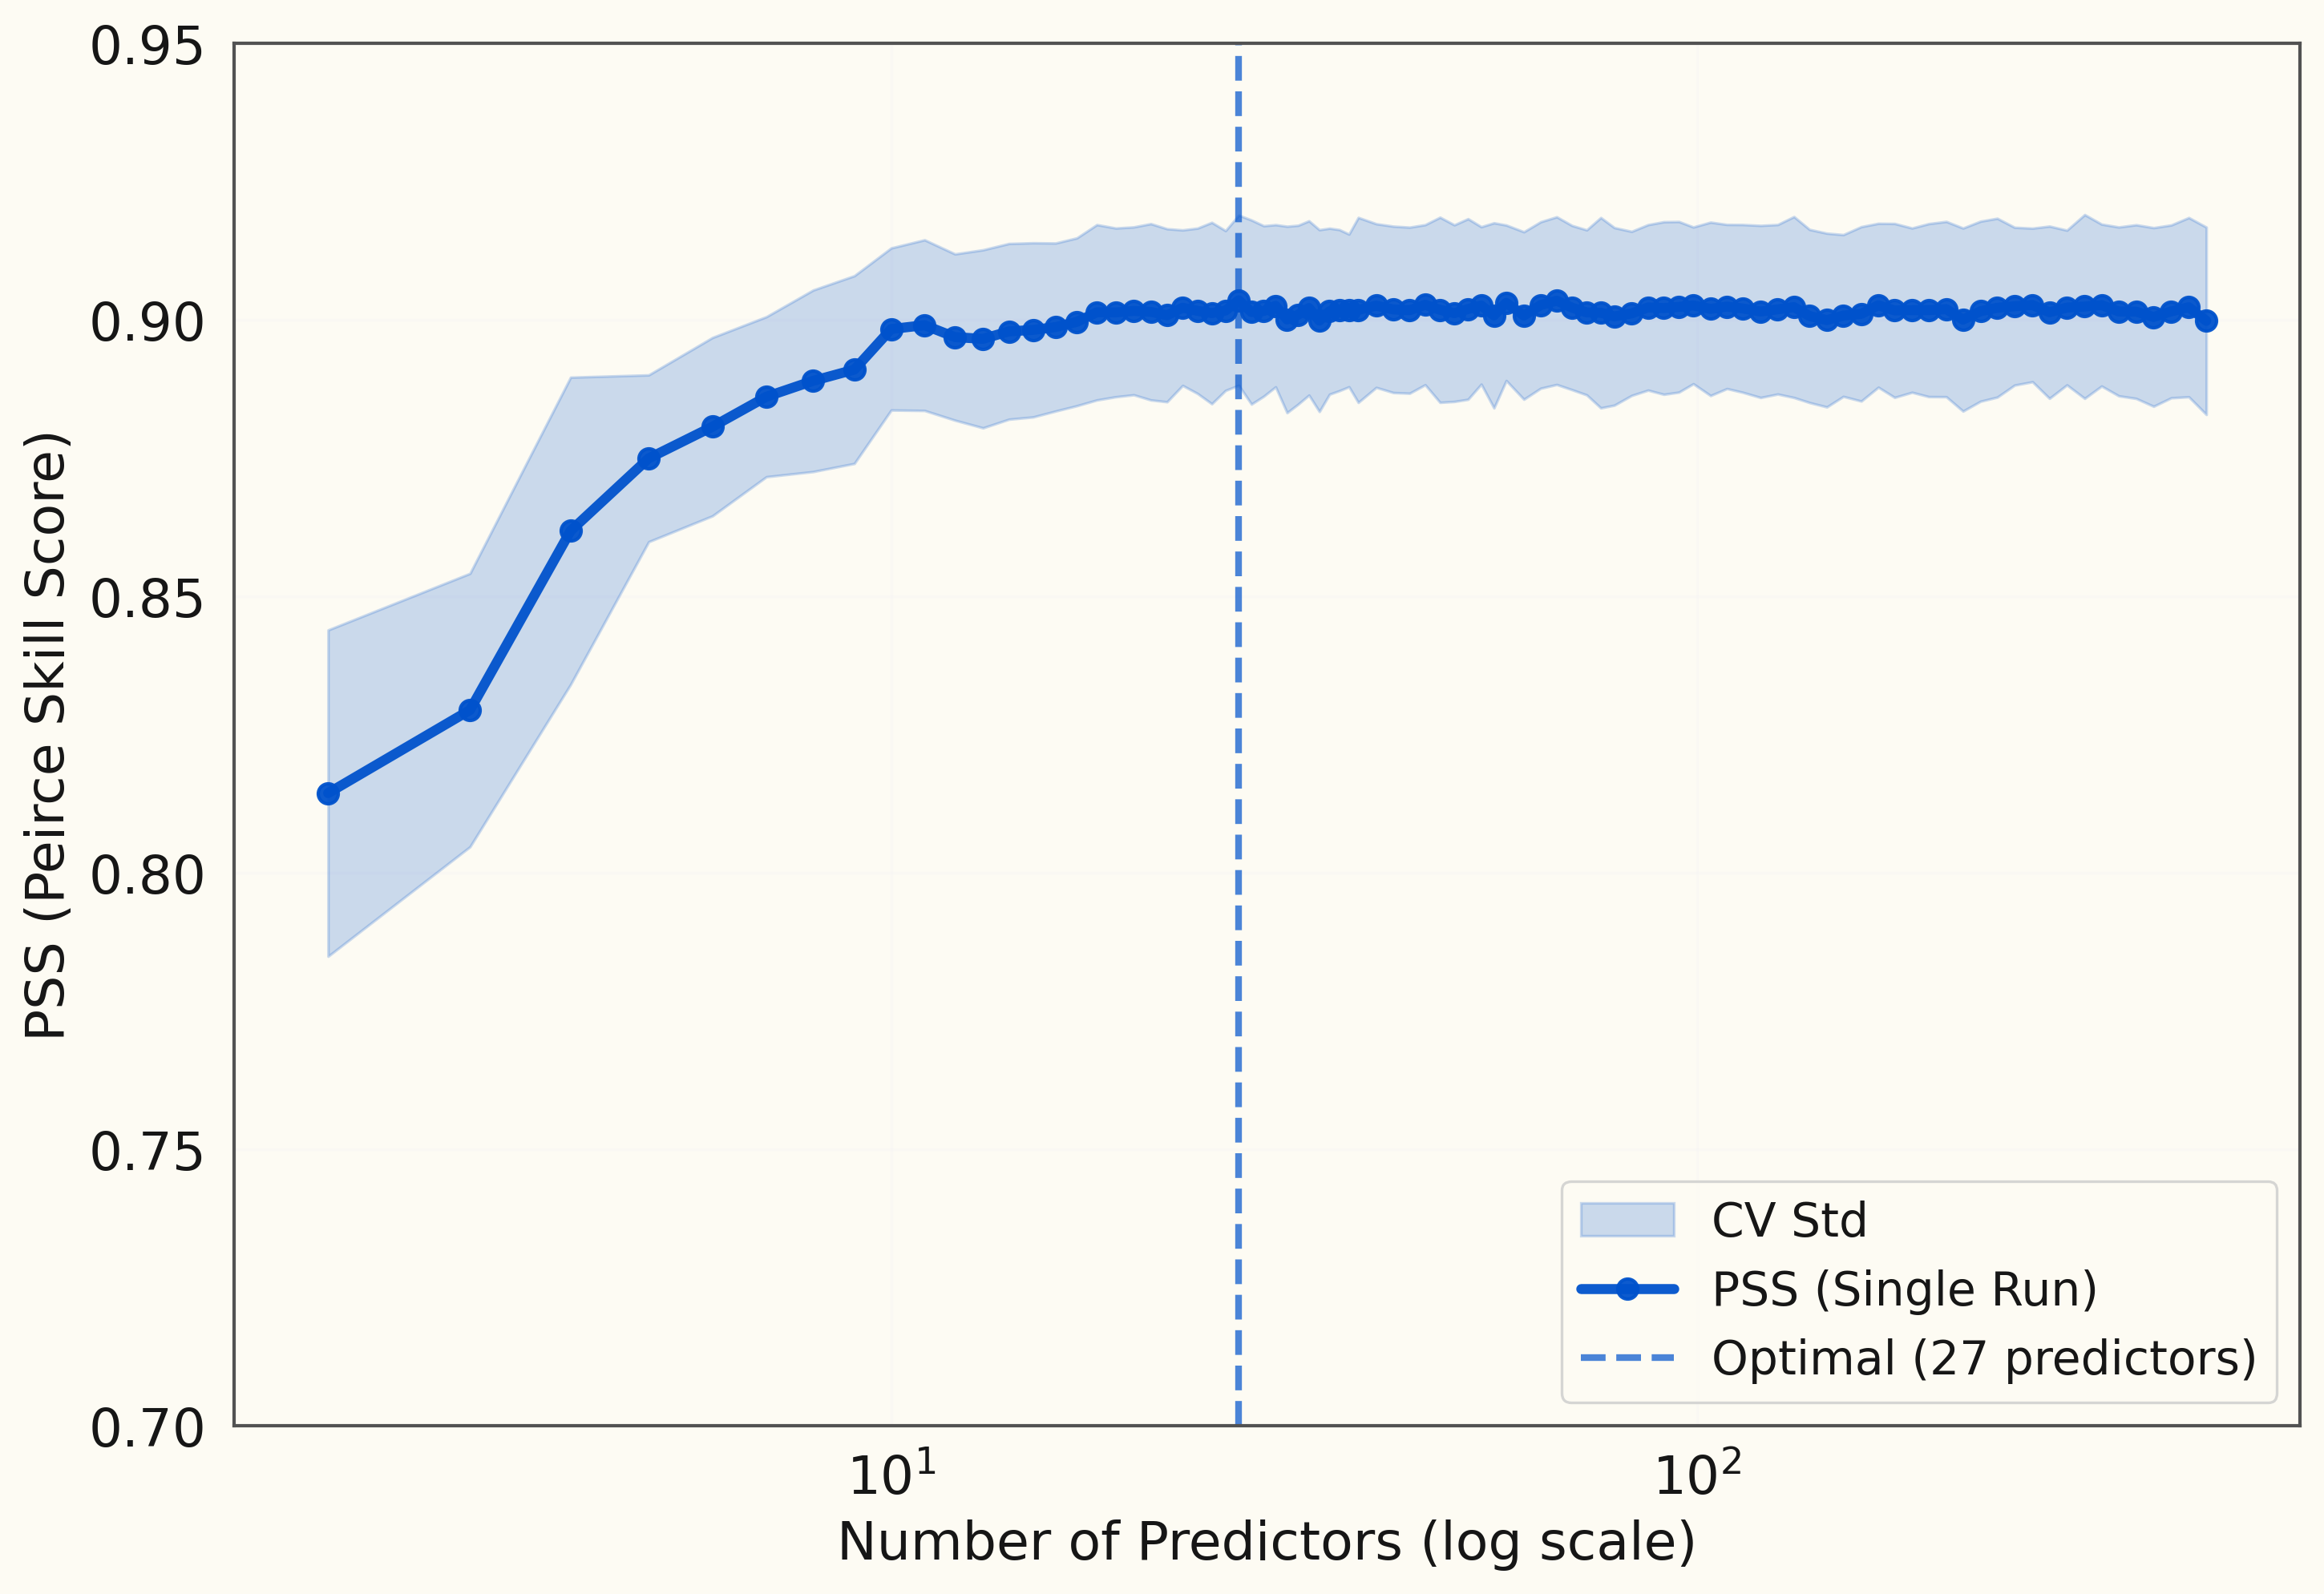 0.95
0.90
0.85
0.80
0.75
0.70
PSS (Peirce Skill Score)
CV Std
PSS (Single Run)
Optimal (27 predictors)
10¹
10²
Number of Predictors (log scale)